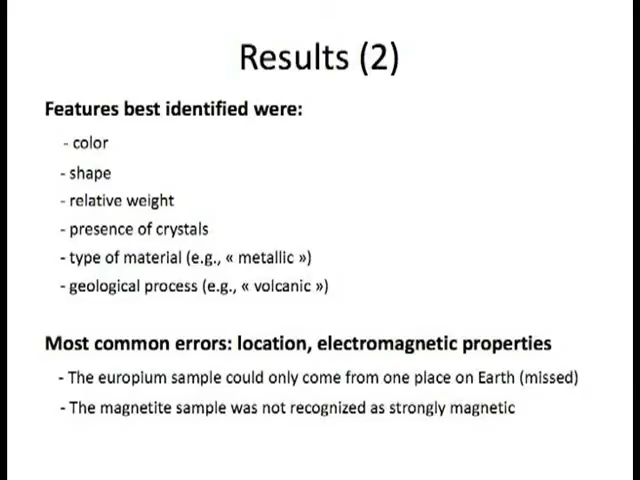 Results (2)
Features best identified were:
- color
- shape
- relative weight
- presence of crystals
- type of material (e.g., « metallic »)
- geological process (e.g., « volcanic »)
Most common errors: location, electromagnetic properties
- The europium sample could only come from one place on Earth (missed)
- The magnetite sample was not recognized as strongly magnetic